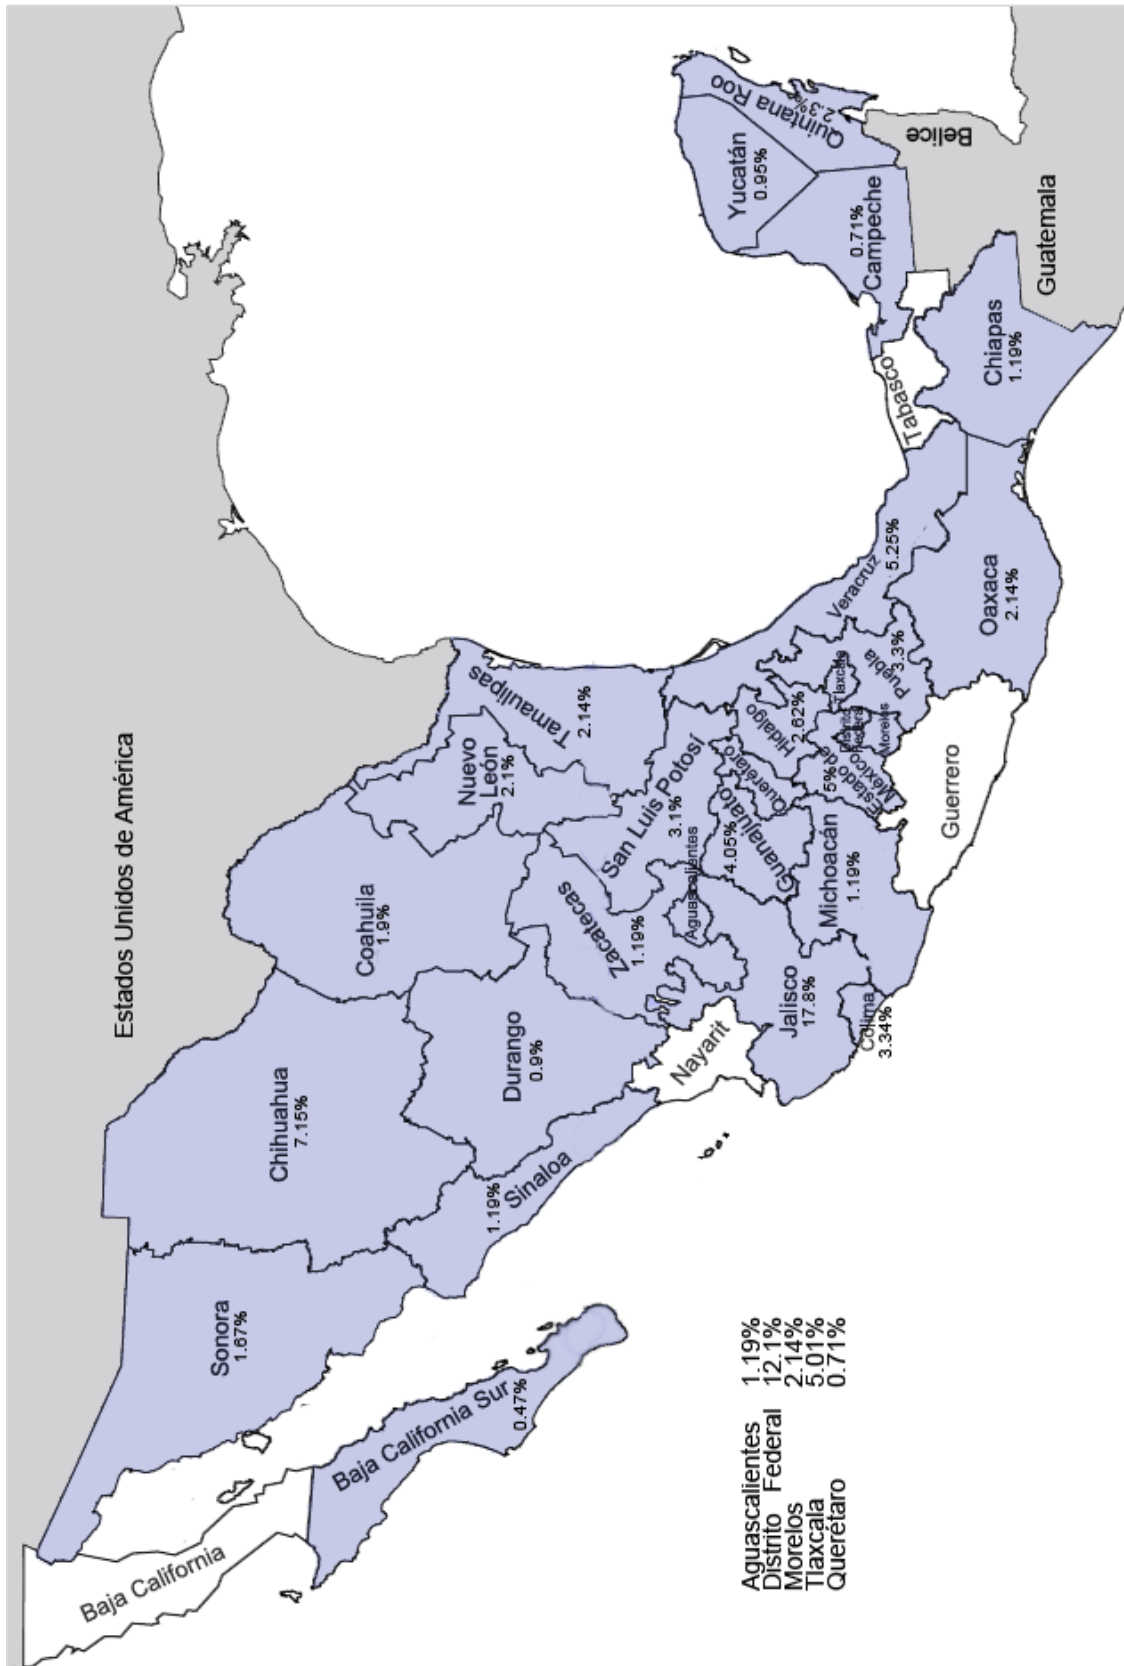 Estados Unidos de América
Baja California
Baja California Sur
0.47%
Sonora
1.67%
Chihuahua
7.15%
Coahuila
1.9%
Nuevo
León
2.1%
Tamaulipas
2.14%
Sinaloa
1.19%
Durango
0.9%
Zacatecas
1.19%
San Luis Potosí
3.1%
Nayarit
Aguascalientes
Jalisco
17.8%
Colima
3.34%
Guanajuato
4.05%
Querétaro
Hidalgo
2.62%
Michoacán
1.19%
Estado de
México
5%
Distrito
Federal
Tlaxcala
Morelos
Puebla
3.3%
Veracruz
5.25%
Guerrero
Oaxaca
2.14%
Tabasco
Chiapas
1.19%
0.71%
Campeche
Yucatán
0.95%
Quintana Roo
2.3%
Belice
Guatemala
Aguascalientes 1.19%
Distrito Federal 12.1%
Morelos 2.14%
Tlaxcala 5.01%
Querétaro 0.71%